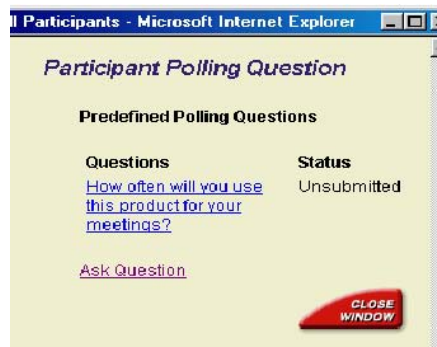 ll Participants - Microsoft Internet Explorer
Participant Polling Question
Predefined Polling Questions
Questions Status
How often will you use Unsubmitted
this product for your
meetings?
Ask Question
CLOSE
WINDOW